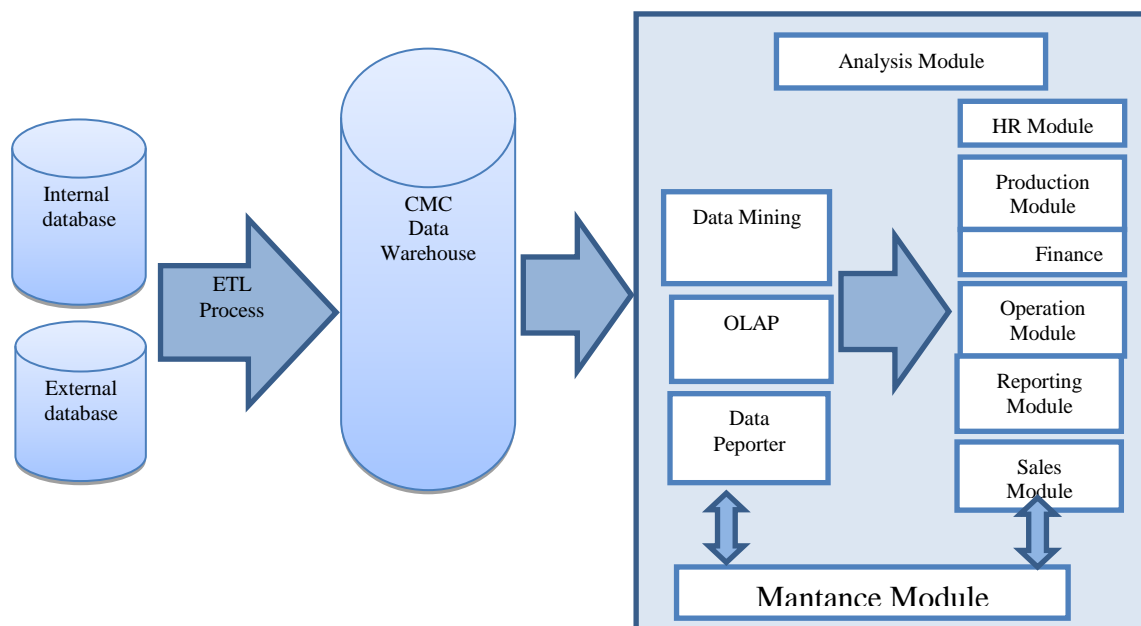 Internal
database
External
database
ETL
Process
CMC
Data
Warehouse
Analysis Module
Data Mining
OLAP
Data
Peporter
HR Module
Production
Module
Finance
Operation
Module
Reporting
Module
Sales
Module
Mantance Module